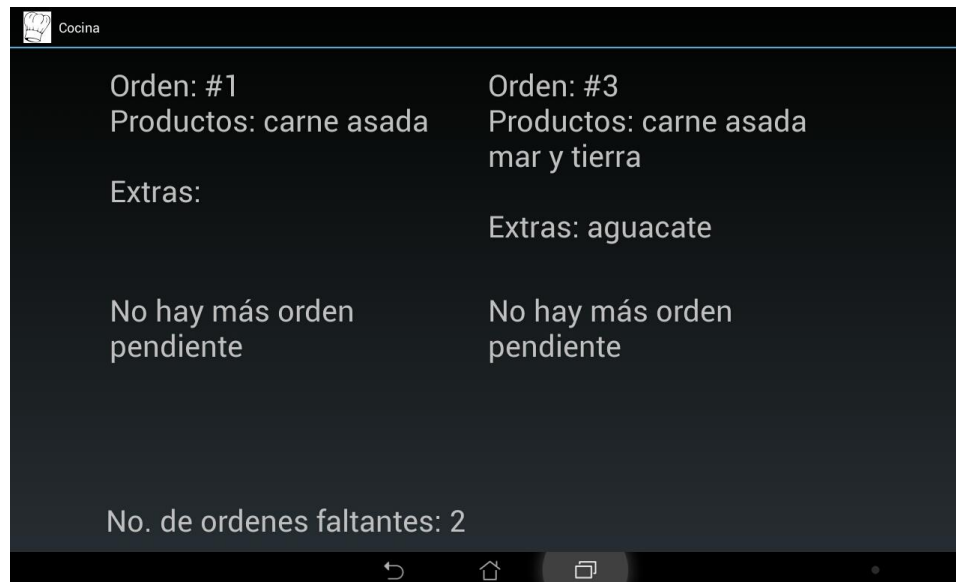 Cocina
Orden: #1
Productos: carne asada
Extras:
Orden: #3
Productos: carne asada
mar y tierra
Extras: aguacate
No hay más orden
pendiente
No hay más orden
pendiente
No. de ordenes faltantes: 2